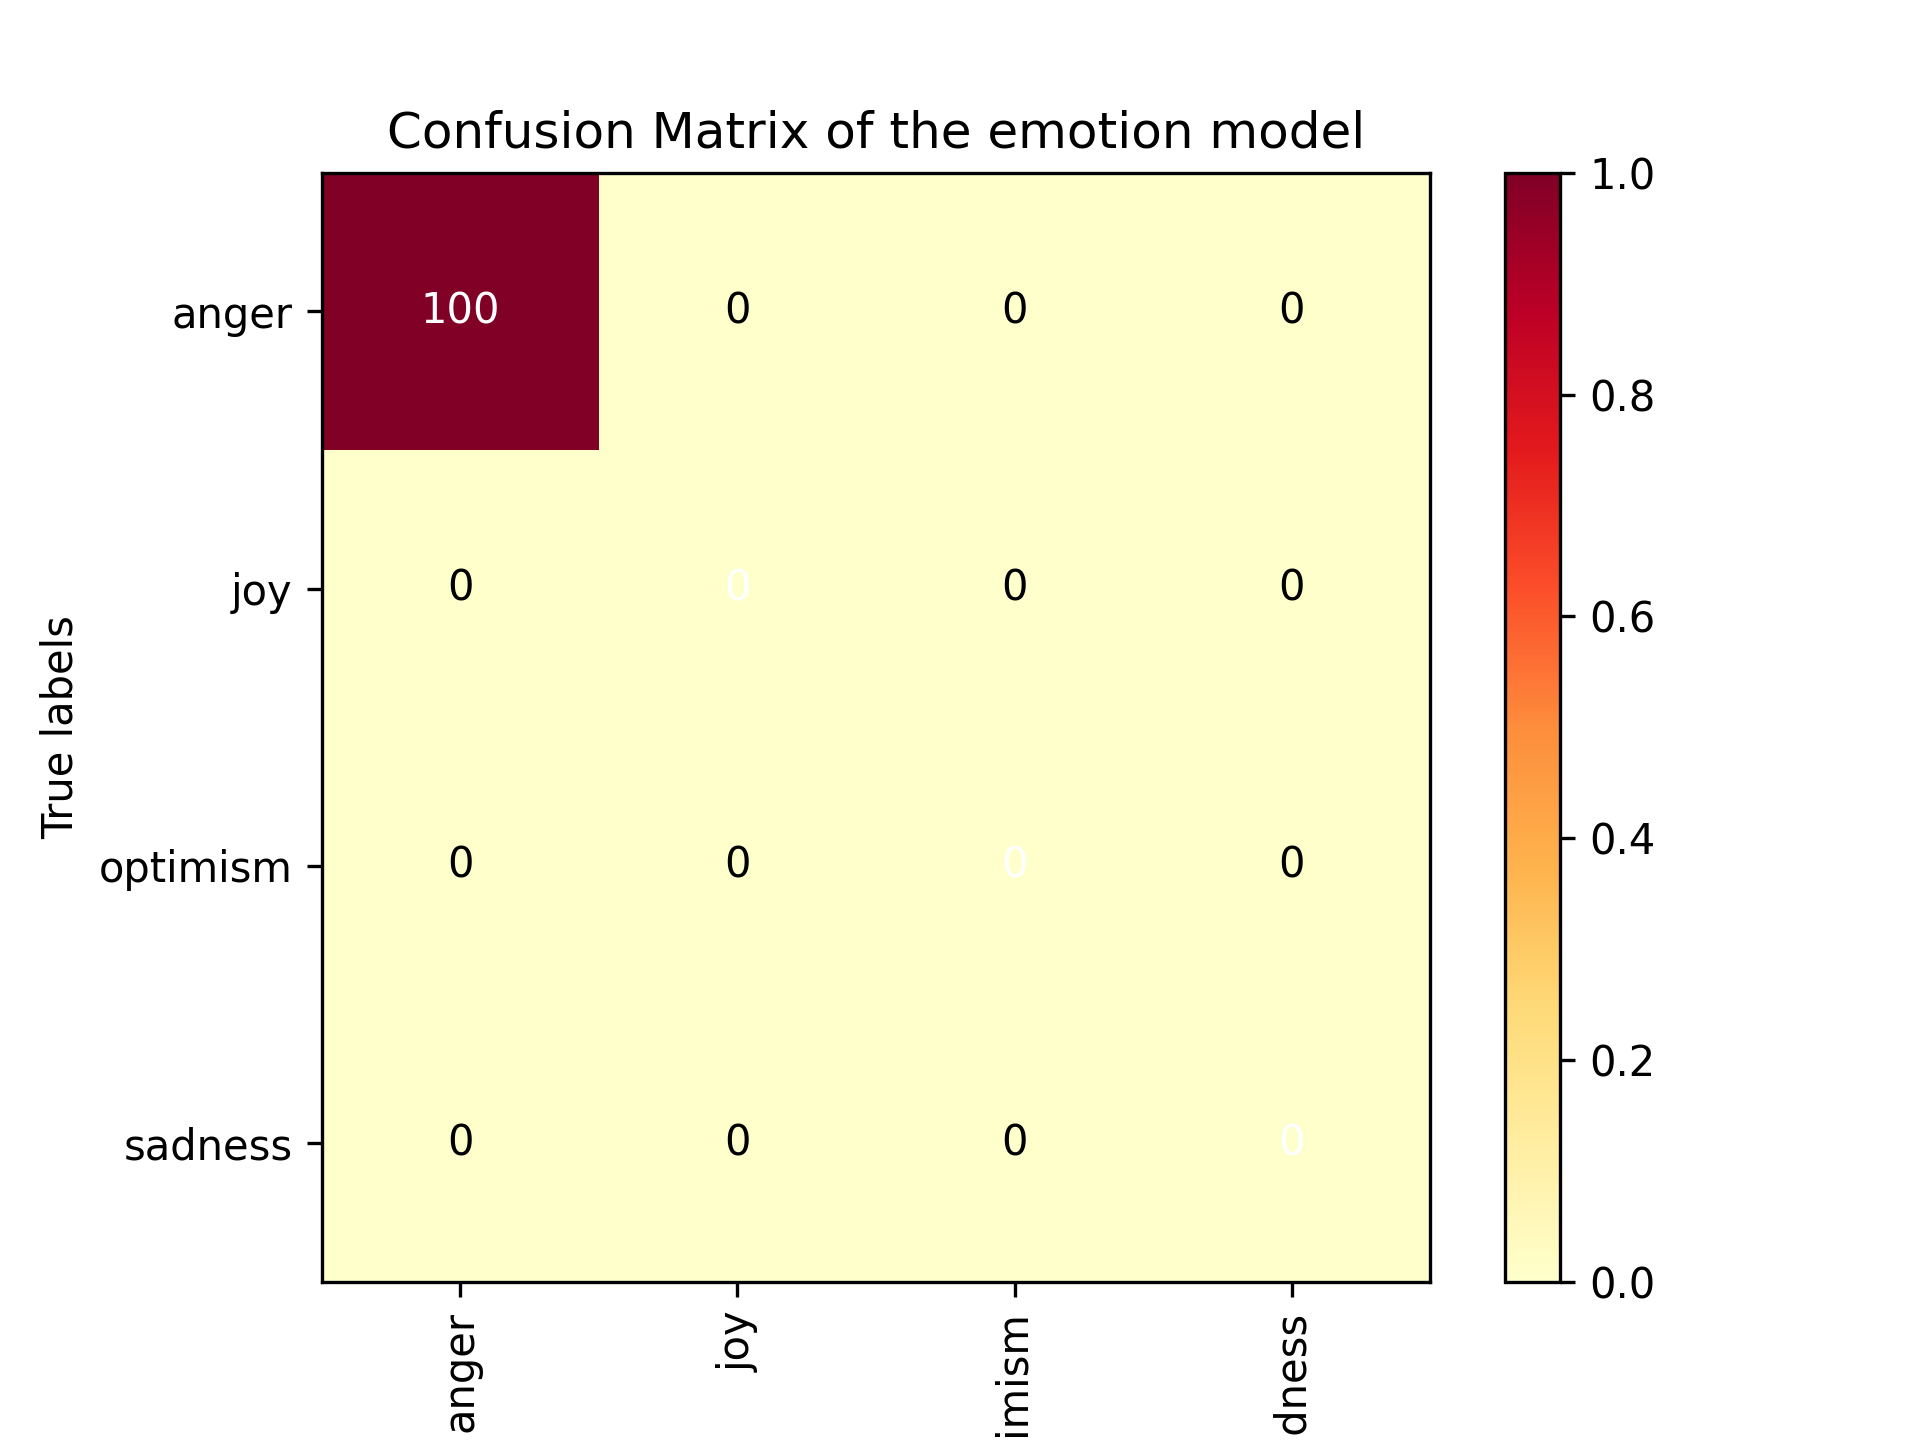 Confusion Matrix of the emotion model
True labels
anger
joy
optimism
sadness
100 0 0 0
0 0 0 0
0 0 0 0
0 0 0 0
anger
joy
imism
dness
1.0
0.8
0.6
0.4
0.2
0.0